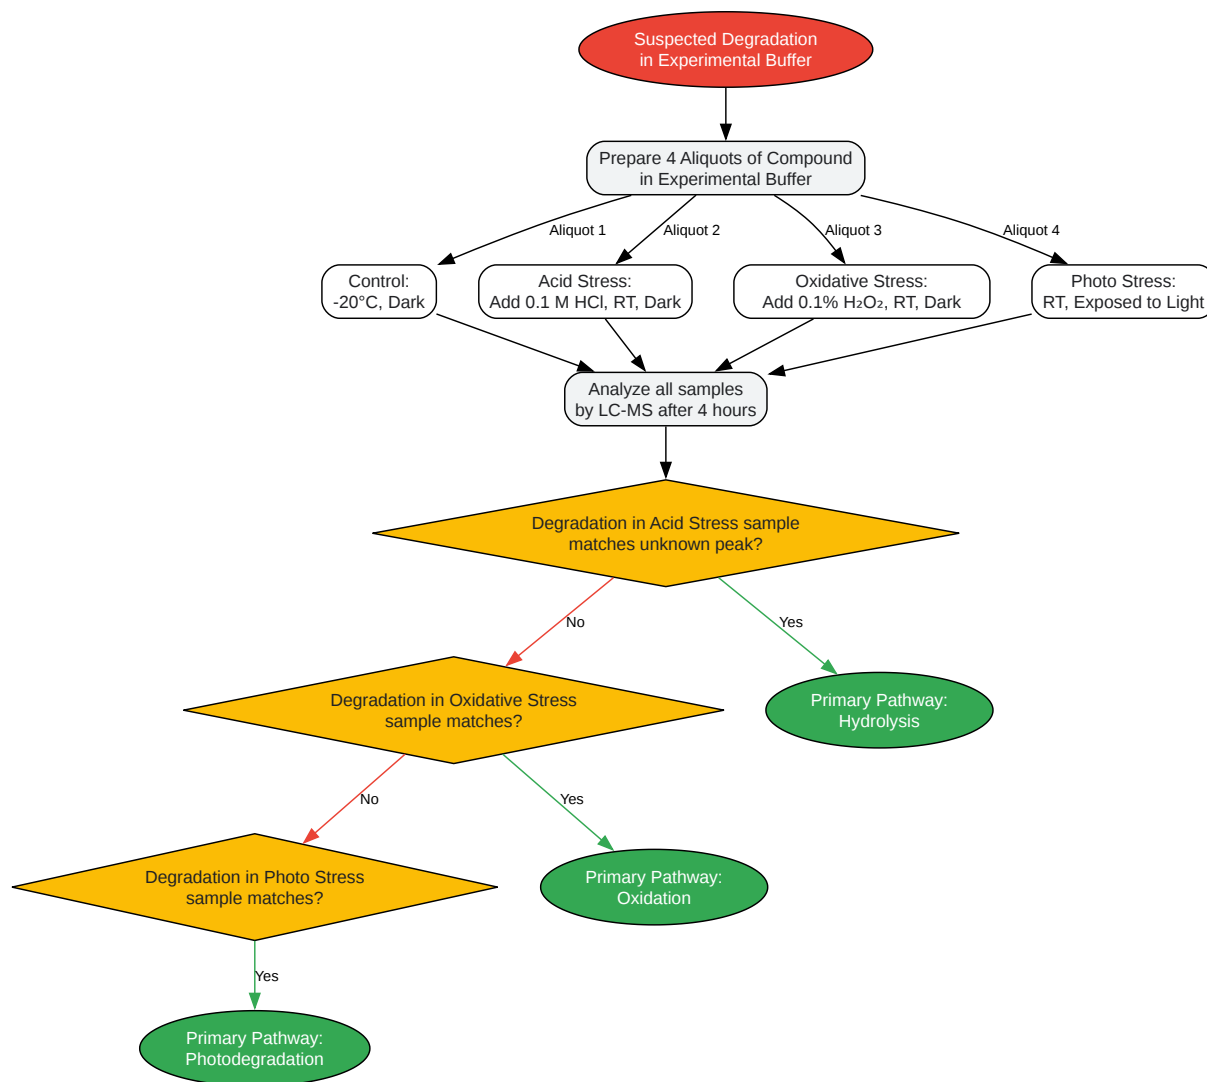 Suspected Degradation
in Experimental Buffer
Prepare 4 Aliquots of Compound
in Experimental Buffer
Aliquot 1
Aliquot 2
Aliquot 3
Aliquot 4
Control:
-20°C, Dark
Acid Stress:
Add 0.1 M HCl, RT, Dark
Oxidative Stress:
Add 0.1% H₂O₂, RT, Dark
Photo Stress:
RT, Exposed to Light
Analyze all samples
by LC-MS after 4 hours
Degradation in Acid Stress sample
matches unknown peak?
No
Yes
Degradation in Oxidative Stress
sample matches?
Primary Pathway:
Hydrolysis
No
Yes
Degradation in Photo Stress
sample matches?
Primary Pathway:
Oxidation
Yes
Primary Pathway:
Photodegradation